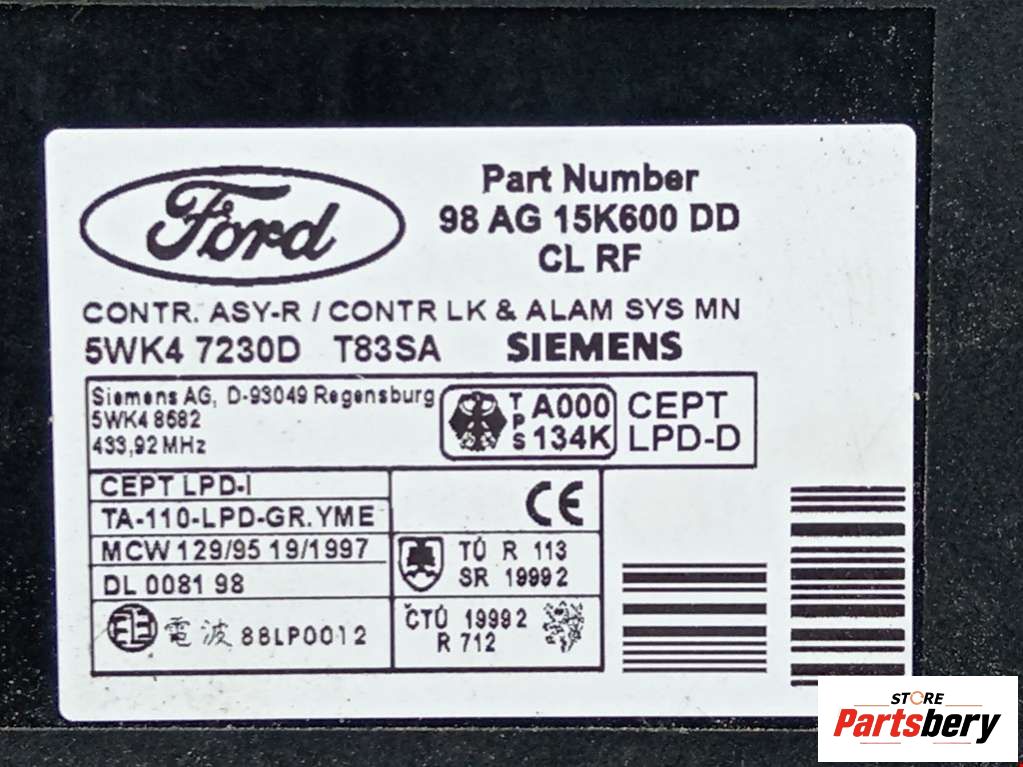 Ford
Part Number
98 AG 15K600 DD
CL RF
CONTR. ASY-R / CONTR LK & ALAM SYS MN
5WK4 7230D T83SA SIEMENS
Siemens AG, D-93049 Regensburg
5WK4 8682
433,92 MHz
TPS A000
134K
CEPT
LPD-D
CEPT LPD-I
TA-110-LPD-GR.YME
MCW 129/95 19/1997
DL 0081 98
電波 88LP0012
CE
TÚ R 113
SR 1999 2
ČTÚ 1999 2
R 712
STORE
Partsbery